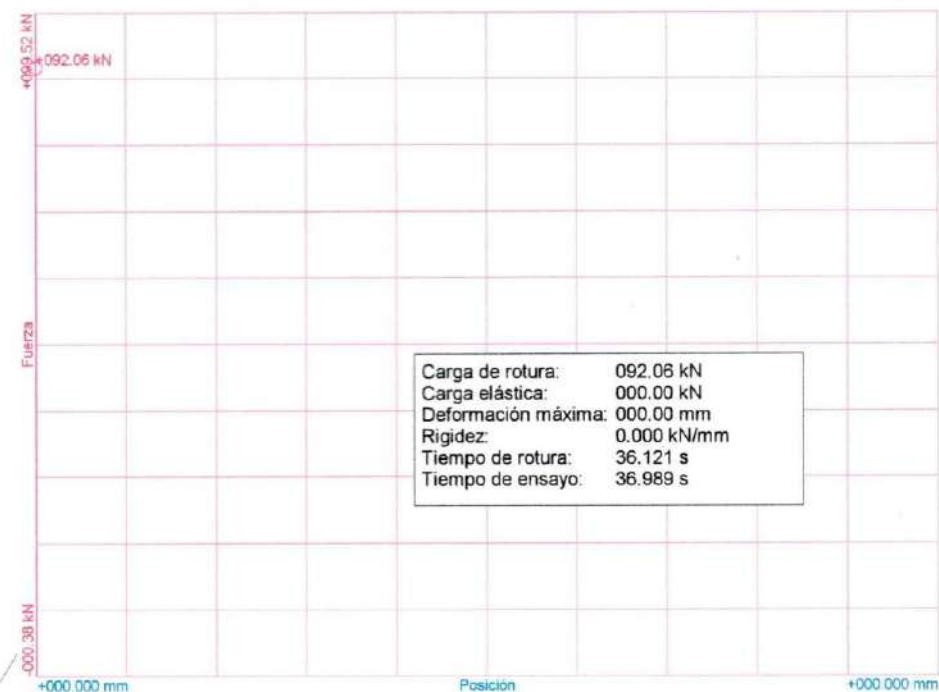 +099.52 kN
+092.06 kN
Fuerza
Carga de rotura: 092.06 kN
Carga elástica: 000.00 kN
Deformación máxima: 000.00 mm
Rigidez: 0.000 kN/mm
Tiempo de rotura: 36.121 s
Tiempo de ensayo: 36.989 s
-000.38 kN
+000.000 mm
Posición
+000.000 mm